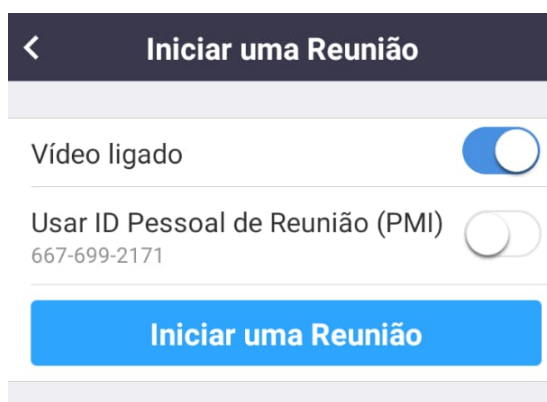 Iniciar uma Reunião
Vídeo ligado
Usar ID Pessoal de Reunião (PMI)
667-699-2171
Iniciar uma Reunião